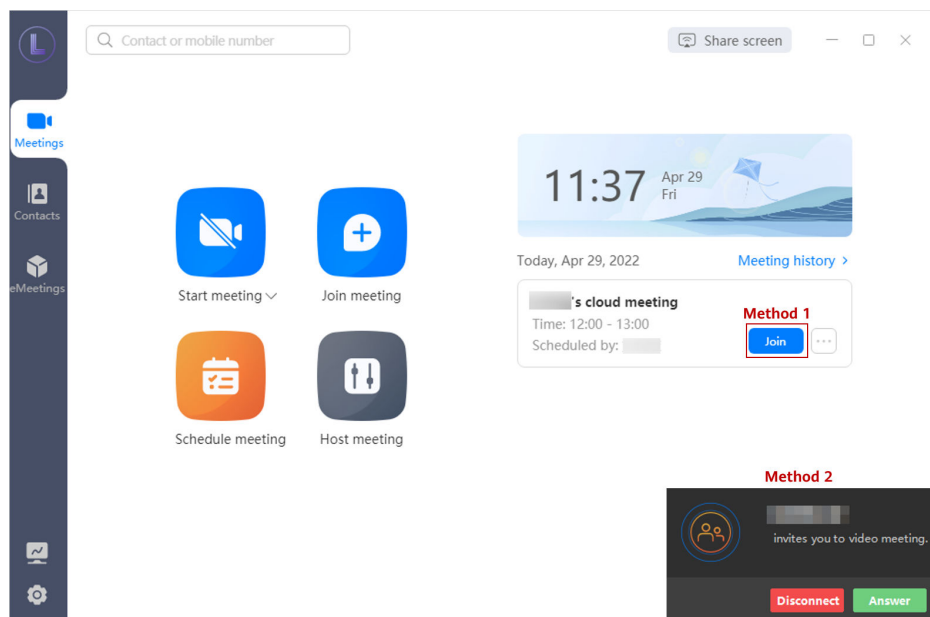 L
Contact or mobile number
Share screen
Meetings
Contacts
eMeetings
11:37
Apr 29
Fri
Start meeting
Join meeting
Schedule meeting
Host meeting
Today, Apr 29, 2022
Meeting history
's cloud meeting
Time: 12:00 - 13:00
Scheduled by:
Method 1
Join
Method 2
invites you to video meeting.
Disconnect
Answer